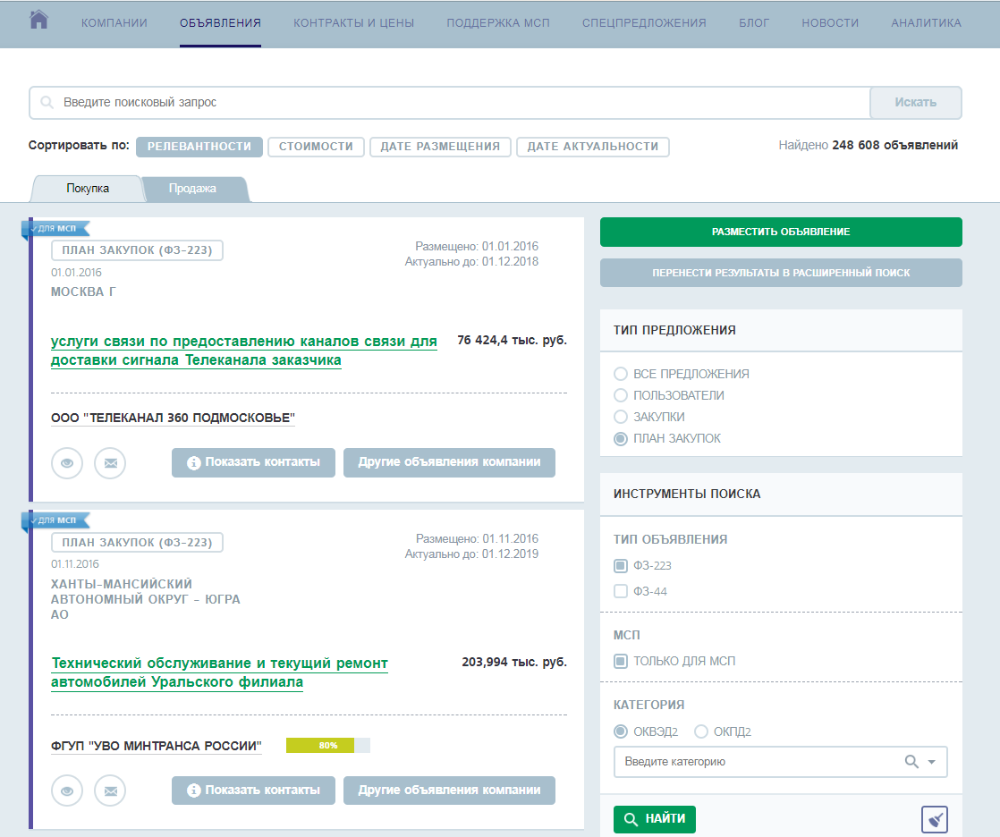 КОМПАНИИ ОБЪЯВЛЕНИЯ КОНТРАКТЫ И ЦЕНЫ ПОДДЕРЖКА МСП СПЕЦПРЕДЛОЖЕНИЯ БЛОГ НОВОСТИ АНАЛИТИКА
Введите поисковый запрос Искать
Сортировать по: РЕЛЕВАНТНОСТИ СТОИМОСТИ ДАТЕ РАЗМЕЩЕНИЯ ДАТЕ АКТУАЛЬНОСТИ Найдено 248 608 объявлений
Покупка Продажа
ДЛЯ МСП
ПЛАН ЗАКУПОК (ФЗ-223)
01.01.2016
МОСКВА Г
Размещено: 01.01.2016
Актуально до: 01.12.2018
услуги связи по предоставлению каналов связи для
доставки сигнала Телеканала заказчика
76 424,4 тыс. руб.
ООО "ТЕЛЕКАНАЛ 360 ПОДМОСКОВЬЕ"
Показать контакты Другие объявления компании
ДЛЯ МСП
ПЛАН ЗАКУПОК (ФЗ-223)
01.11.2016
ХАНТЫ-МАНСИЙСКИЙ
АВТОНОМНЫЙ ОКРУГ - ЮГРА
АО
Размещено: 01.11.2016
Актуально до: 01.12.2019
Технический обслуживание и текущий ремонт
автомобилей Уральского филиала
203,994 тыс. руб.
ФГУП "УВО МИНТРАНСА РОССИИ" 80%
Показать контакты Другие объявления компании
РАЗМЕСТИТЬ ОБЪЯВЛЕНИЕ
ПЕРЕНЕСТИ РЕЗУЛЬТАТЫ В РАСШИРЕННЫЙ ПОИСК
ТИП ПРЕДЛОЖЕНИЯ
ВСЕ ПРЕДЛОЖЕНИЯ
ПОЛЬЗОВАТЕЛИ
ЗАКУПКИ
ПЛАН ЗАКУПОК
ИНСТРУМЕНТЫ ПОИСКА
ТИП ОБЪЯВЛЕНИЯ
ФЗ-223
ФЗ-44
МСП
ТОЛЬКО ДЛЯ МСП
КАТЕГОРИЯ
ОКВЭД2 ОКПД2
Введите категорию
НАЙТИ